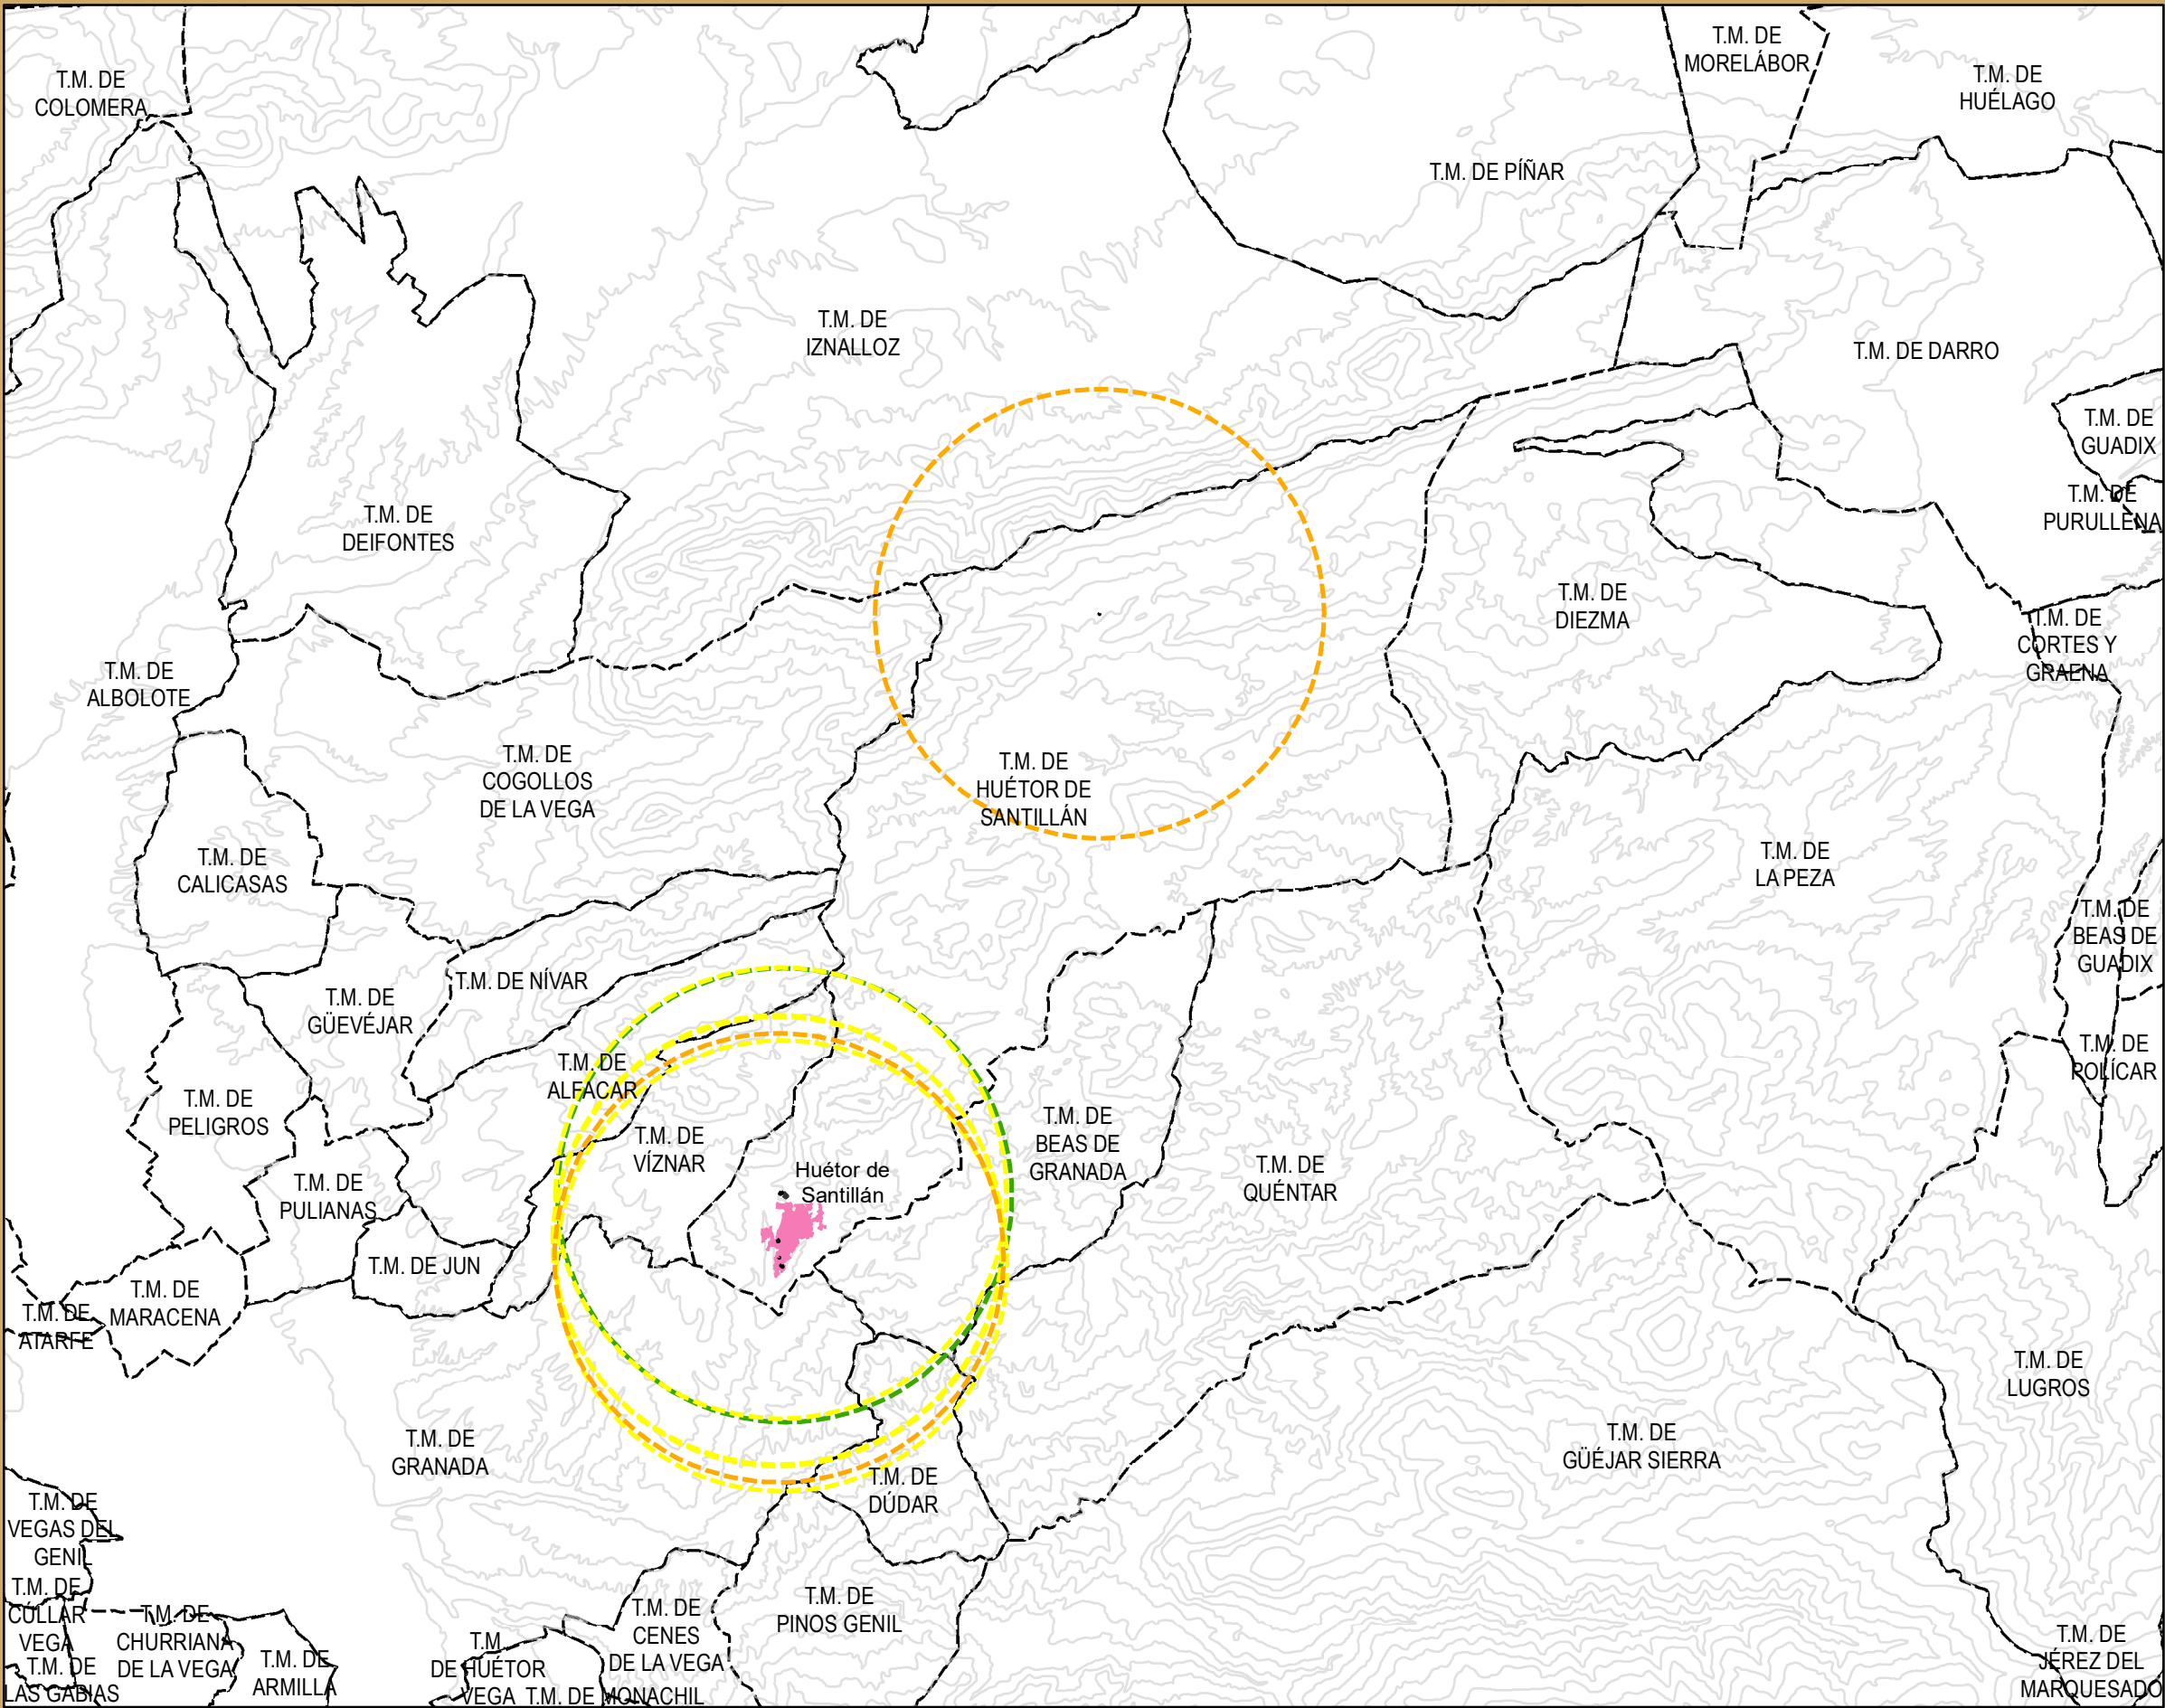 T.M. DE
COLOMERA
T.M. DE
MORELÁBOR
T.M. DE
HUÉLAGO
T.M. DE PÍÑAR
T.M. DE
IZNALLOZ
T.M. DE DARRO
T.M. DE
GUADIX
T.M. DE
PURULLENA
T.M. DE
DEIFONTES
T.M. DE
DIEZMA
T.M. DE
CORTES Y
GRAENA
T.M. DE
ALBOLOTE
T.M. DE
COGOLLOS
DE LA VEGA
T.M. DE
HUÉTOR DE
SANTILLÁN
T.M. DE
CALICASAS
T.M. DE
LA PEZA
T.M. DE
BEAS DE
GUADIX
T.M. DE NÍVAR
T.M. DE
GÜEVÉJAR
T.M. DE
ALFACAR
T.M. DE
POLÍCAR
T.M. DE
PELIGROS
T.M. DE
VÍZNAR
T.M. DE
BEAS DE
GRANADA
Huétor de
Santillán
T.M. DE
QUÉNTAR
T.M. DE
PULIANAS
T.M. DE JUN
T.M. DE
MARACENA
T.M. DE
ATARFE
T.M. DE
LUGROS
T.M. DE
GRANADA
T.M. DE
GÜÉJAR SIERRA
T.M. DE
DÚDAR
T.M. DE
VEGAS DEL
GENIL
T.M. DE
CÚLLAR
VEGA
T.M. DE
CHURRIANA
DE LA VEGA
T.M. DE
LAS GABIAS
T.M. DE
ARMILLA
T.M.
DE HUÉTOR
VEGA
T.M. DE
CENES
DE LA VEGA
T.M. DE MONACHIL
T.M. DE
PINOS GENIL
T.M. DE
JÉREZ DEL
MARQUESADO